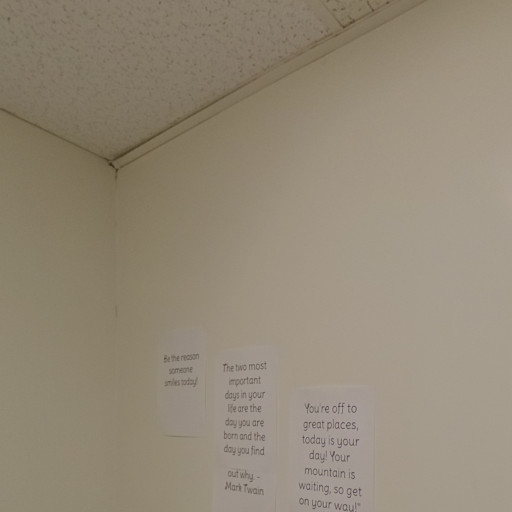 Be the reason
someone
smiles today!
The two most
important
days in your
life are the
day you are
born and the
day you find
out why. -
Mark Twain
You're off to
great places,
today is your
day! Your
mountain is
waiting, so get
on your way!"